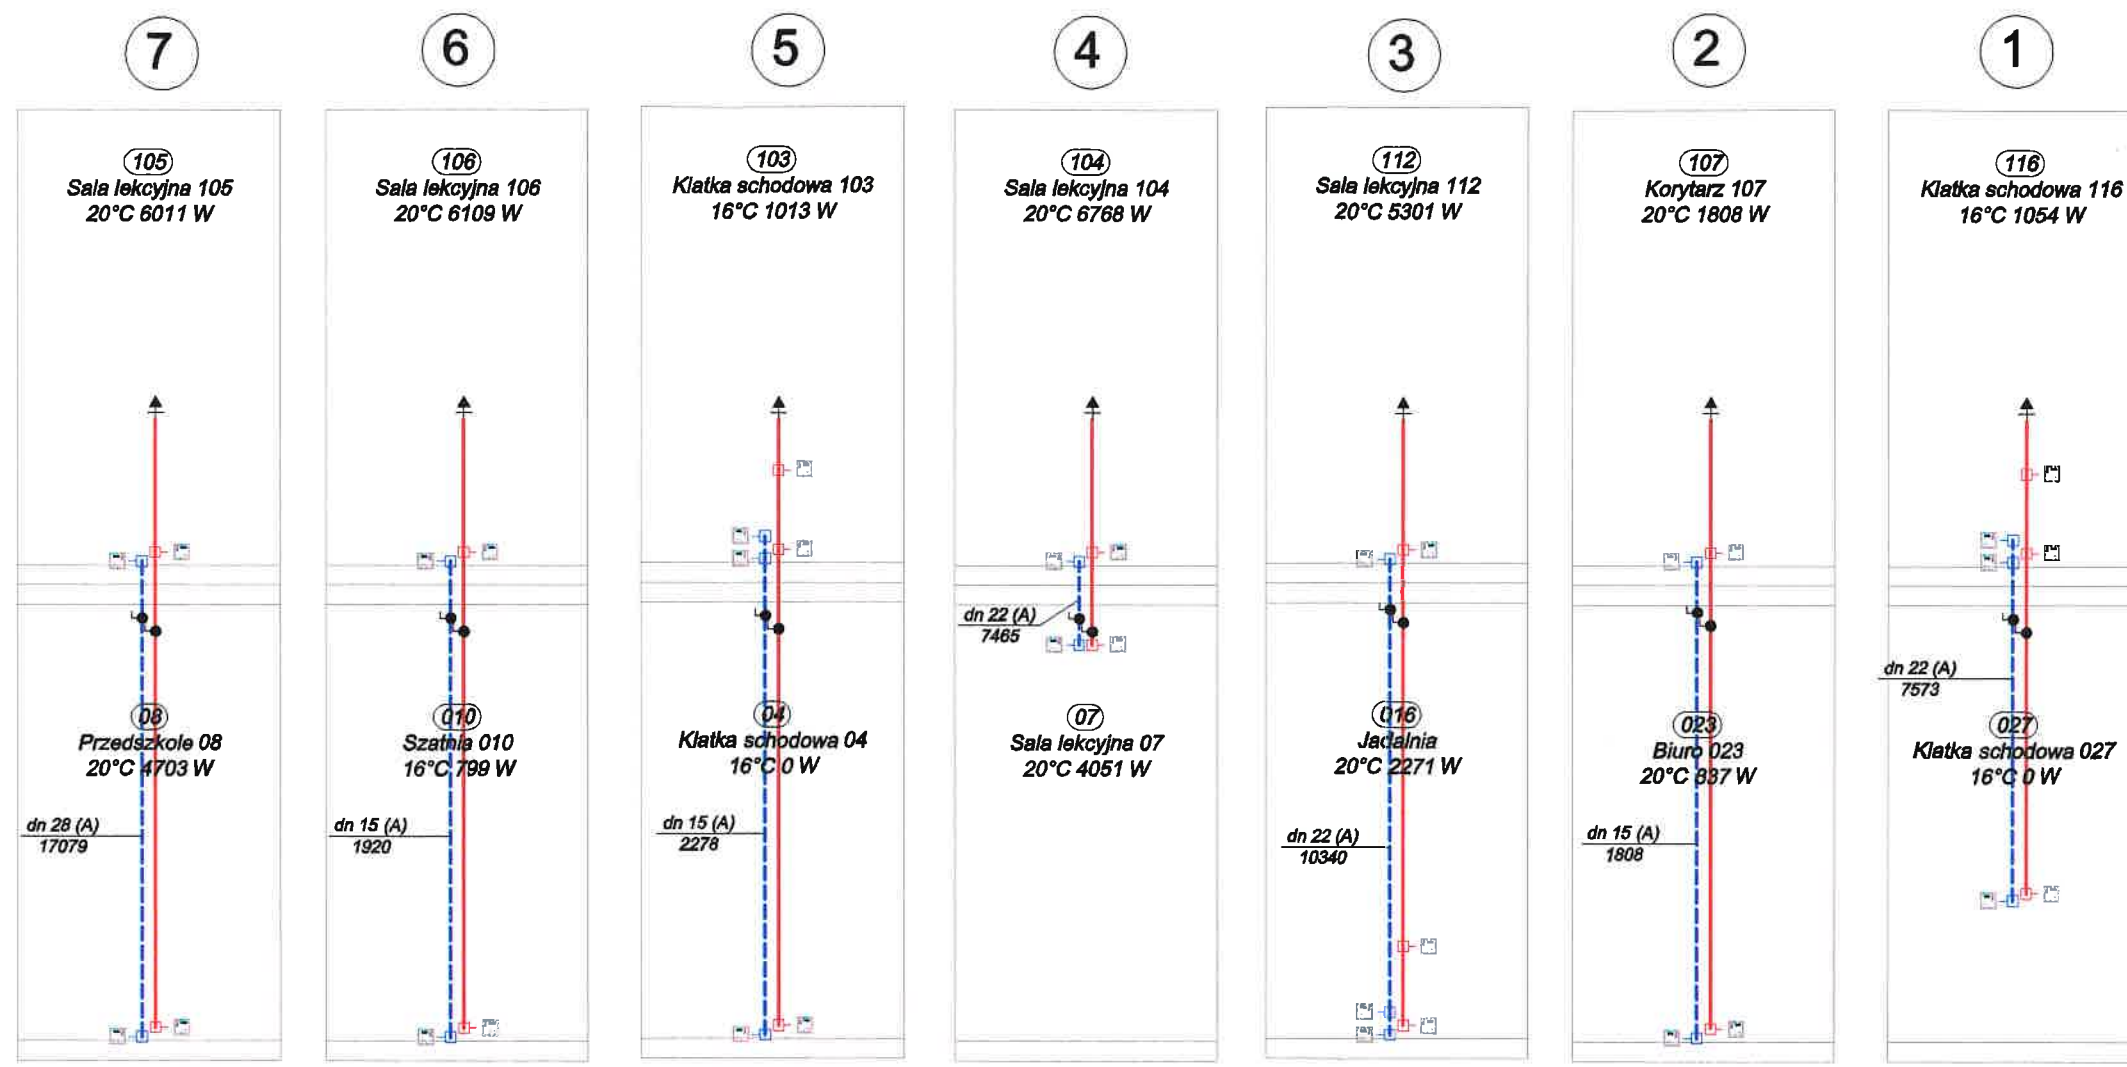 7
6
5
4
3
2
1
105
Sala lekcyjna 105
20°C 6011 W
106
Sala lekcyjna 106
20°C 6109 W
103
Klatka schodowa 103
16°C 1013 W
104
Sala lekcyjna 104
20°C 6768 W
112
Sala lekcyjna 112
20°C 5301 W
107
Korytarz 107
20°C 1808 W
116
Klatka schodowa 116
16°C 1054 W
08
Przedszkole 08
20°C 4703 W
dn 28 (A)
17079
010
Szatnia 010
16°C 799 W
dn 15 (A)
1920
04
Klatka schodowa 04
16°C 0 W
dn 15 (A)
2278
dn 22 (A)
7465
07
Sala lekcyjna 07
20°C 4051 W
016
Jadalnia
20°C 2271 W
dn 22 (A)
10340
023
Biuro 023
20°C 837 W
dn 15 (A)
1808
dn 22 (A)
7573
027
Klatka schodowa 027
16°C 0 W